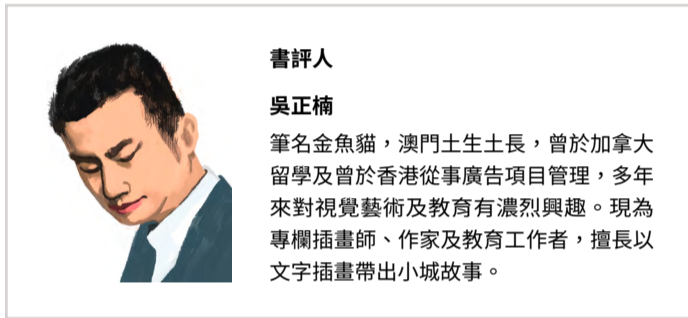 書評人
吳正楠
筆名金魚貓，澳門土生土長，曾於加拿大
留學及曾於香港從事廣告項目管理，多年
來對視覺藝術及教育有濃烈興趣。現為
專欄插畫師、作家及教育工作者，擅長以
文字插畫帶出小城故事。